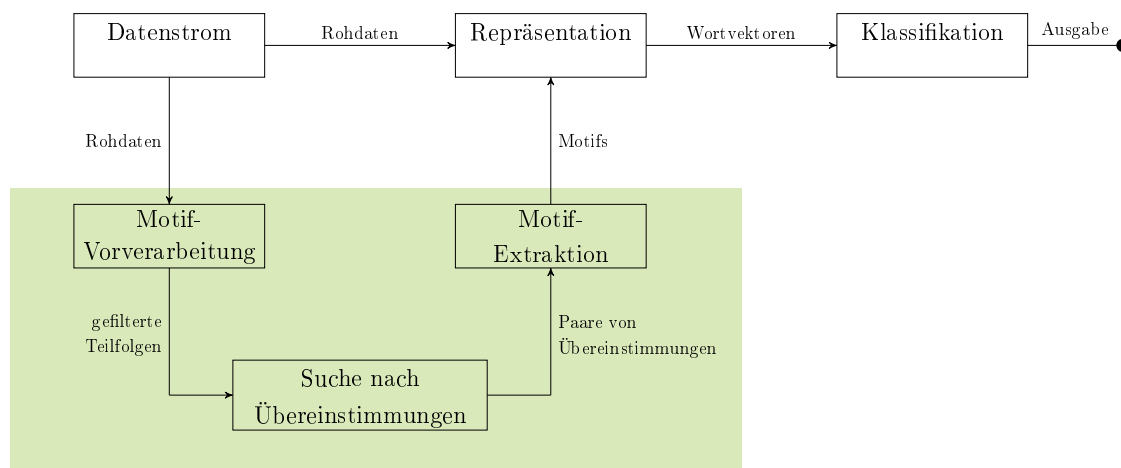 Datenstrom
Rohdaten
Repräsentation
Wortvektoren
Klassifikation
Ausgabe
Rohdaten
Motifs
Motif-
Vorverarbeitung
Motif-
Extraktion
gefilterte
Teilfolgen
Paare von
Übereinstimmungen
Suche nach
Übereinstimmungen